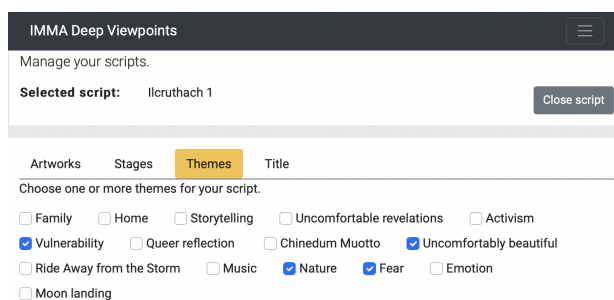 IMMA Deep Viewpoints
Manage your scripts.
Selected script: Ilcruthach 1
Close script
Artworks Stages Themes Title
Choose one or more themes for your script.
Family Home Storytelling Uncomfortable revelations Activism
Vulnerability Queer reflection Chinedum Muotto Uncomfortably beautiful
Ride Away from the Storm Music Nature Fear Emotion
Moon landing